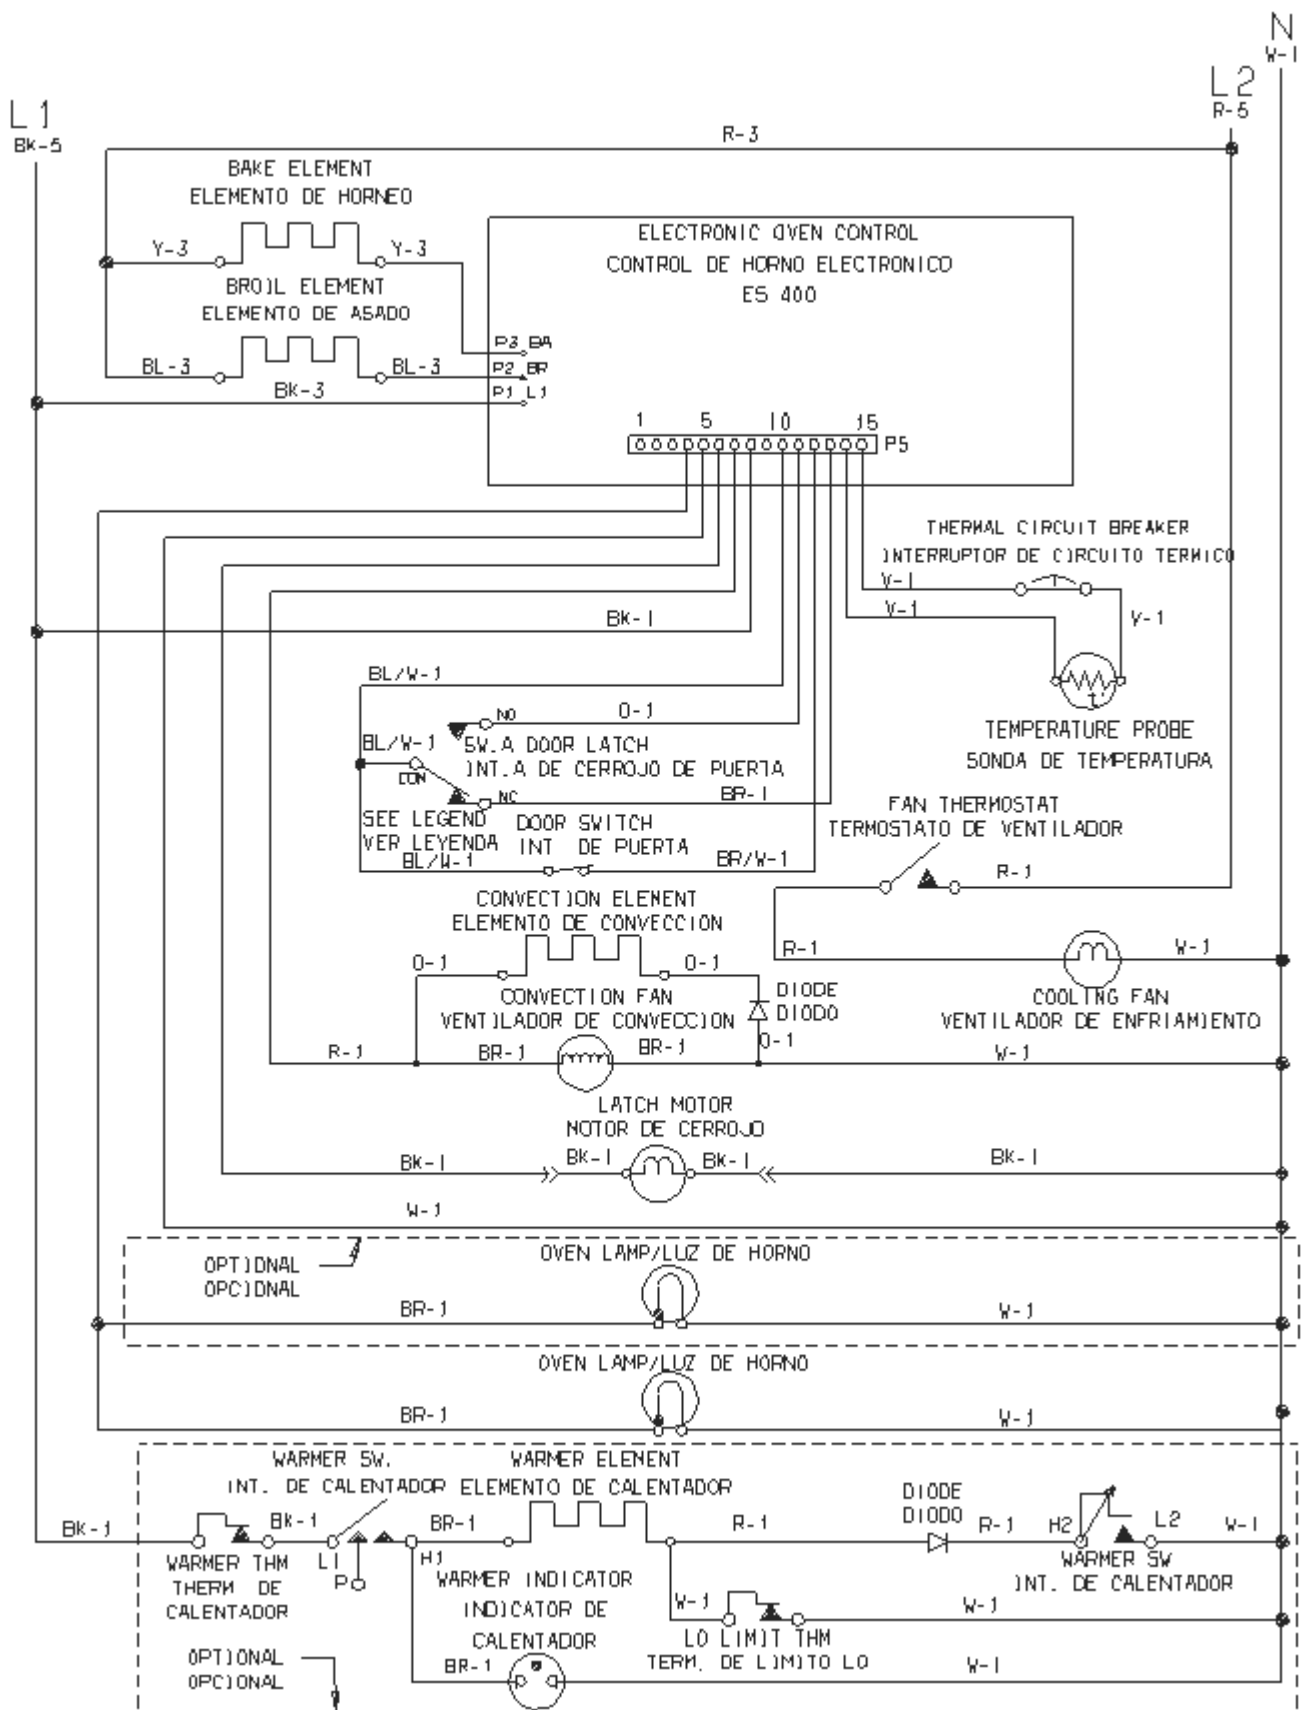 N
W-1
L2
R-5
L1
BK-5
R-3
BAKE ELEMENT
ELEMENTO DE HORNEO
Y-3
Y-3
BROIL ELEMENT
ELEMENTO DE ASADO
BL-3
BL-3
BK-3
ELECTRONIC OVEN CONTROL
CONTROL DE HORNO ELECTRONICO
ES 400
P3 BA
P2 BR
P1 L1
1 5 10 15
P5
THERMAL CIRCUIT BREAKER
INTERRUPTOR DE CIRCUITO TERMICO
V-1
V-1
V-1
t°
TEMPERATURE PROBE
SONDA DE TEMPERATURA
BK-1
BL/W-1
NO
O-1
BL/W-1
SW.A DOOR LATCH
INT.A DE CERROJO DE PUERTA
COM
NC
BR-1
SEE LEGEND
VER LEYENDA
DOOR SWITCH
INT DE PUERTA
BL/W-1
BR/W-1
FAN THERMOSTAT
TERMOSTATO DE VENTILADOR
R-1
R-1
W-1
COOLING FAN
VENTILADOR DE ENFRIAMIENTO
CONVECTION ELEMENT
ELEMENTO DE CONVECCION
O-1
O-1
DIODE
DIODO
O-1
CONVECTION FAN
VENTILADOR DE CONVECCION
R-1
BR-1
BR-1
W-1
LATCH MOTOR
MOTOR DE CERROJO
BK-1
BK-1
BK-1
BK-1
W-1
OPTIONAL
OPCIONAL
OVEN LAMP/LUZ DE HORNO
BR-1
W-1
OVEN LAMP/LUZ DE HORNO
BR-1
W-1
WARMER SW.
INT. DE CALENTADOR
WARMER ELEMENT
ELEMENTO DE CALENTADOR
BK-1
BK-1
BR-1
R-1
DIODE
DIODO
R-1
H2
L2
W-1
WARMER THM
THERM DE
CALENTADOR
L1
P
H1
WARMER SW
INT. DE CALENTADOR
WARMER INDICATOR
INDICATOR DE
CALENTADOR
W-1
W-1
LO LIMIT THM
TERM. DE LIMITO LO
OPTIONAL
OPCIONAL
BR-1
W-1